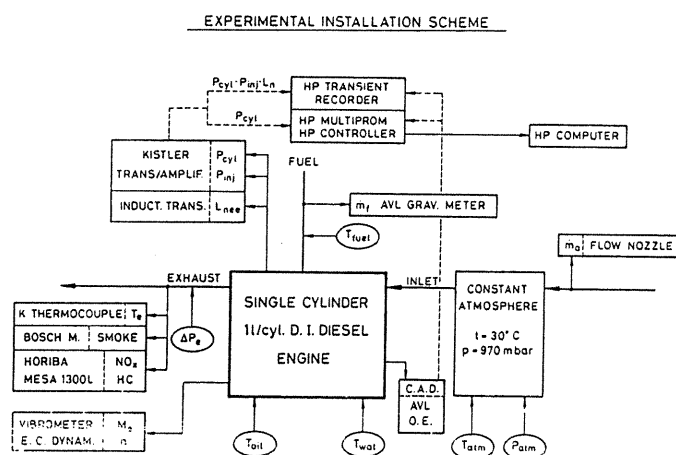 EXPERIMENTAL INSTALLATION SCHEME
Pcyl-Pinj-Ln
HP TRANSIENT
RECORDER
Pcyl
HP MULTIPROM
HP CONTROLLER
HP COMPUTER
KISTLER
TRANS/AMPLIF.
Pcyl
Pinj
INDUCT. TRANS.
Lnee
FUEL
ṁf AVL GRAV. METER
Tfuel
ṁa FLOW NOZZLE
EXHAUST
INLET
K THERMOCOUPLE Te
BOSCH M. SMOKE
HORIBA NOx
MESA 1300L HC
ΔPe
SINGLE CYLINDER
1l/cyl. D. I. DIESEL
ENGINE
CONSTANT
ATMOSPHERE
t = 30° C
p = 970 mbar
C.A.D.
AVL
O.E.
VIBROMETER M2
E. C. DYNAM. n
Toil
Twat
Tatm
Patm